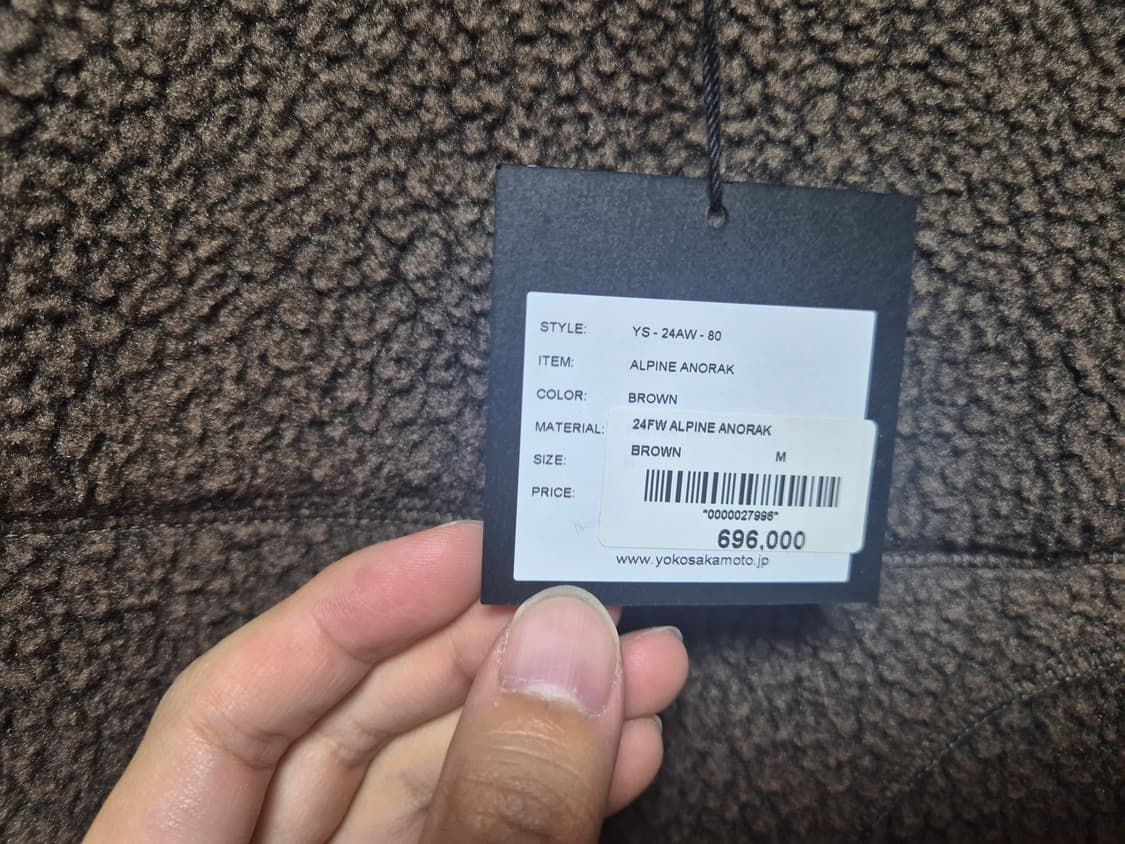 STYLE: YS - 24AW - 80
ITEM: ALPINE ANORAK
COLOR: BROWN
MATERIAL:
SIZE:
PRICE:
24FW ALPINE ANORAK
BROWN M
*0000027996*
696,000
www.yokosakamoto.jp